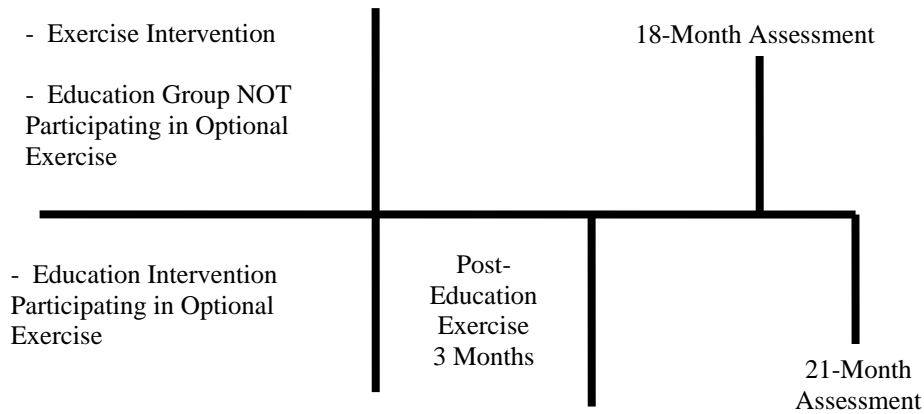 - Exercise Intervention
- Education Group NOT
Participating in Optional
Exercise
18-Month Assessment
- Education Intervention
Participating in Optional
Exercise
Post-
Education
Exercise
3 Months
21-Month
Assessment